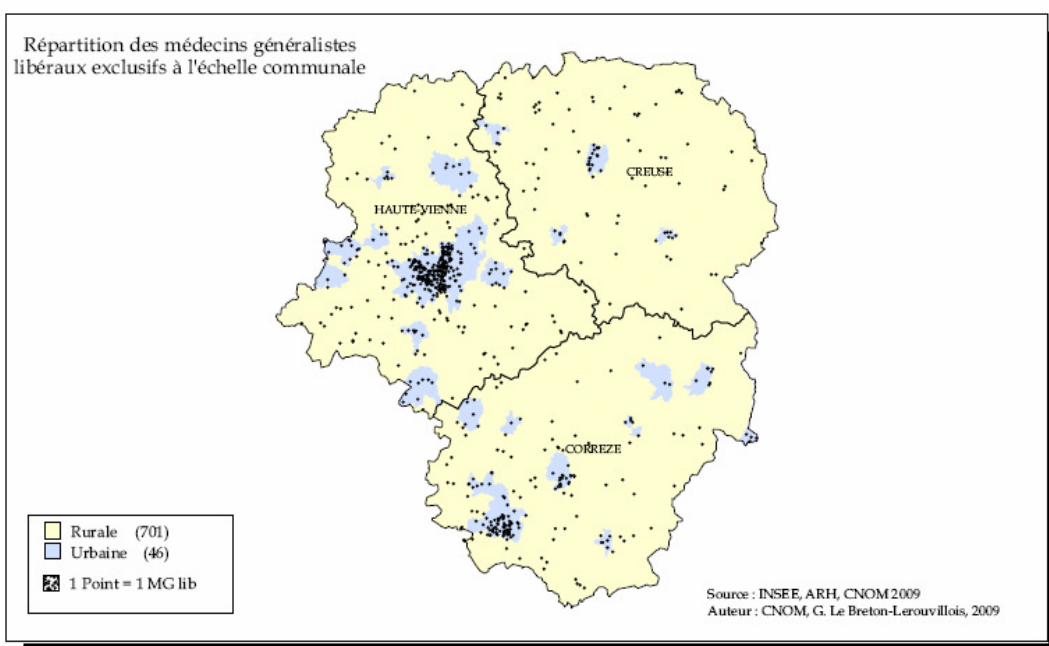 Répartition des médecins généralistes
libéraux exclusifs à l'échelle communale
CREUSE
HAUTE-VIENNE
CORREZE
Rurale (701)
Urbaine (46)
1 Point = 1 MG lib
Source : INSEE, ARH, CNOM 2009
Auteur : CNOM, G. Le Breton-Lerouvillois, 2009